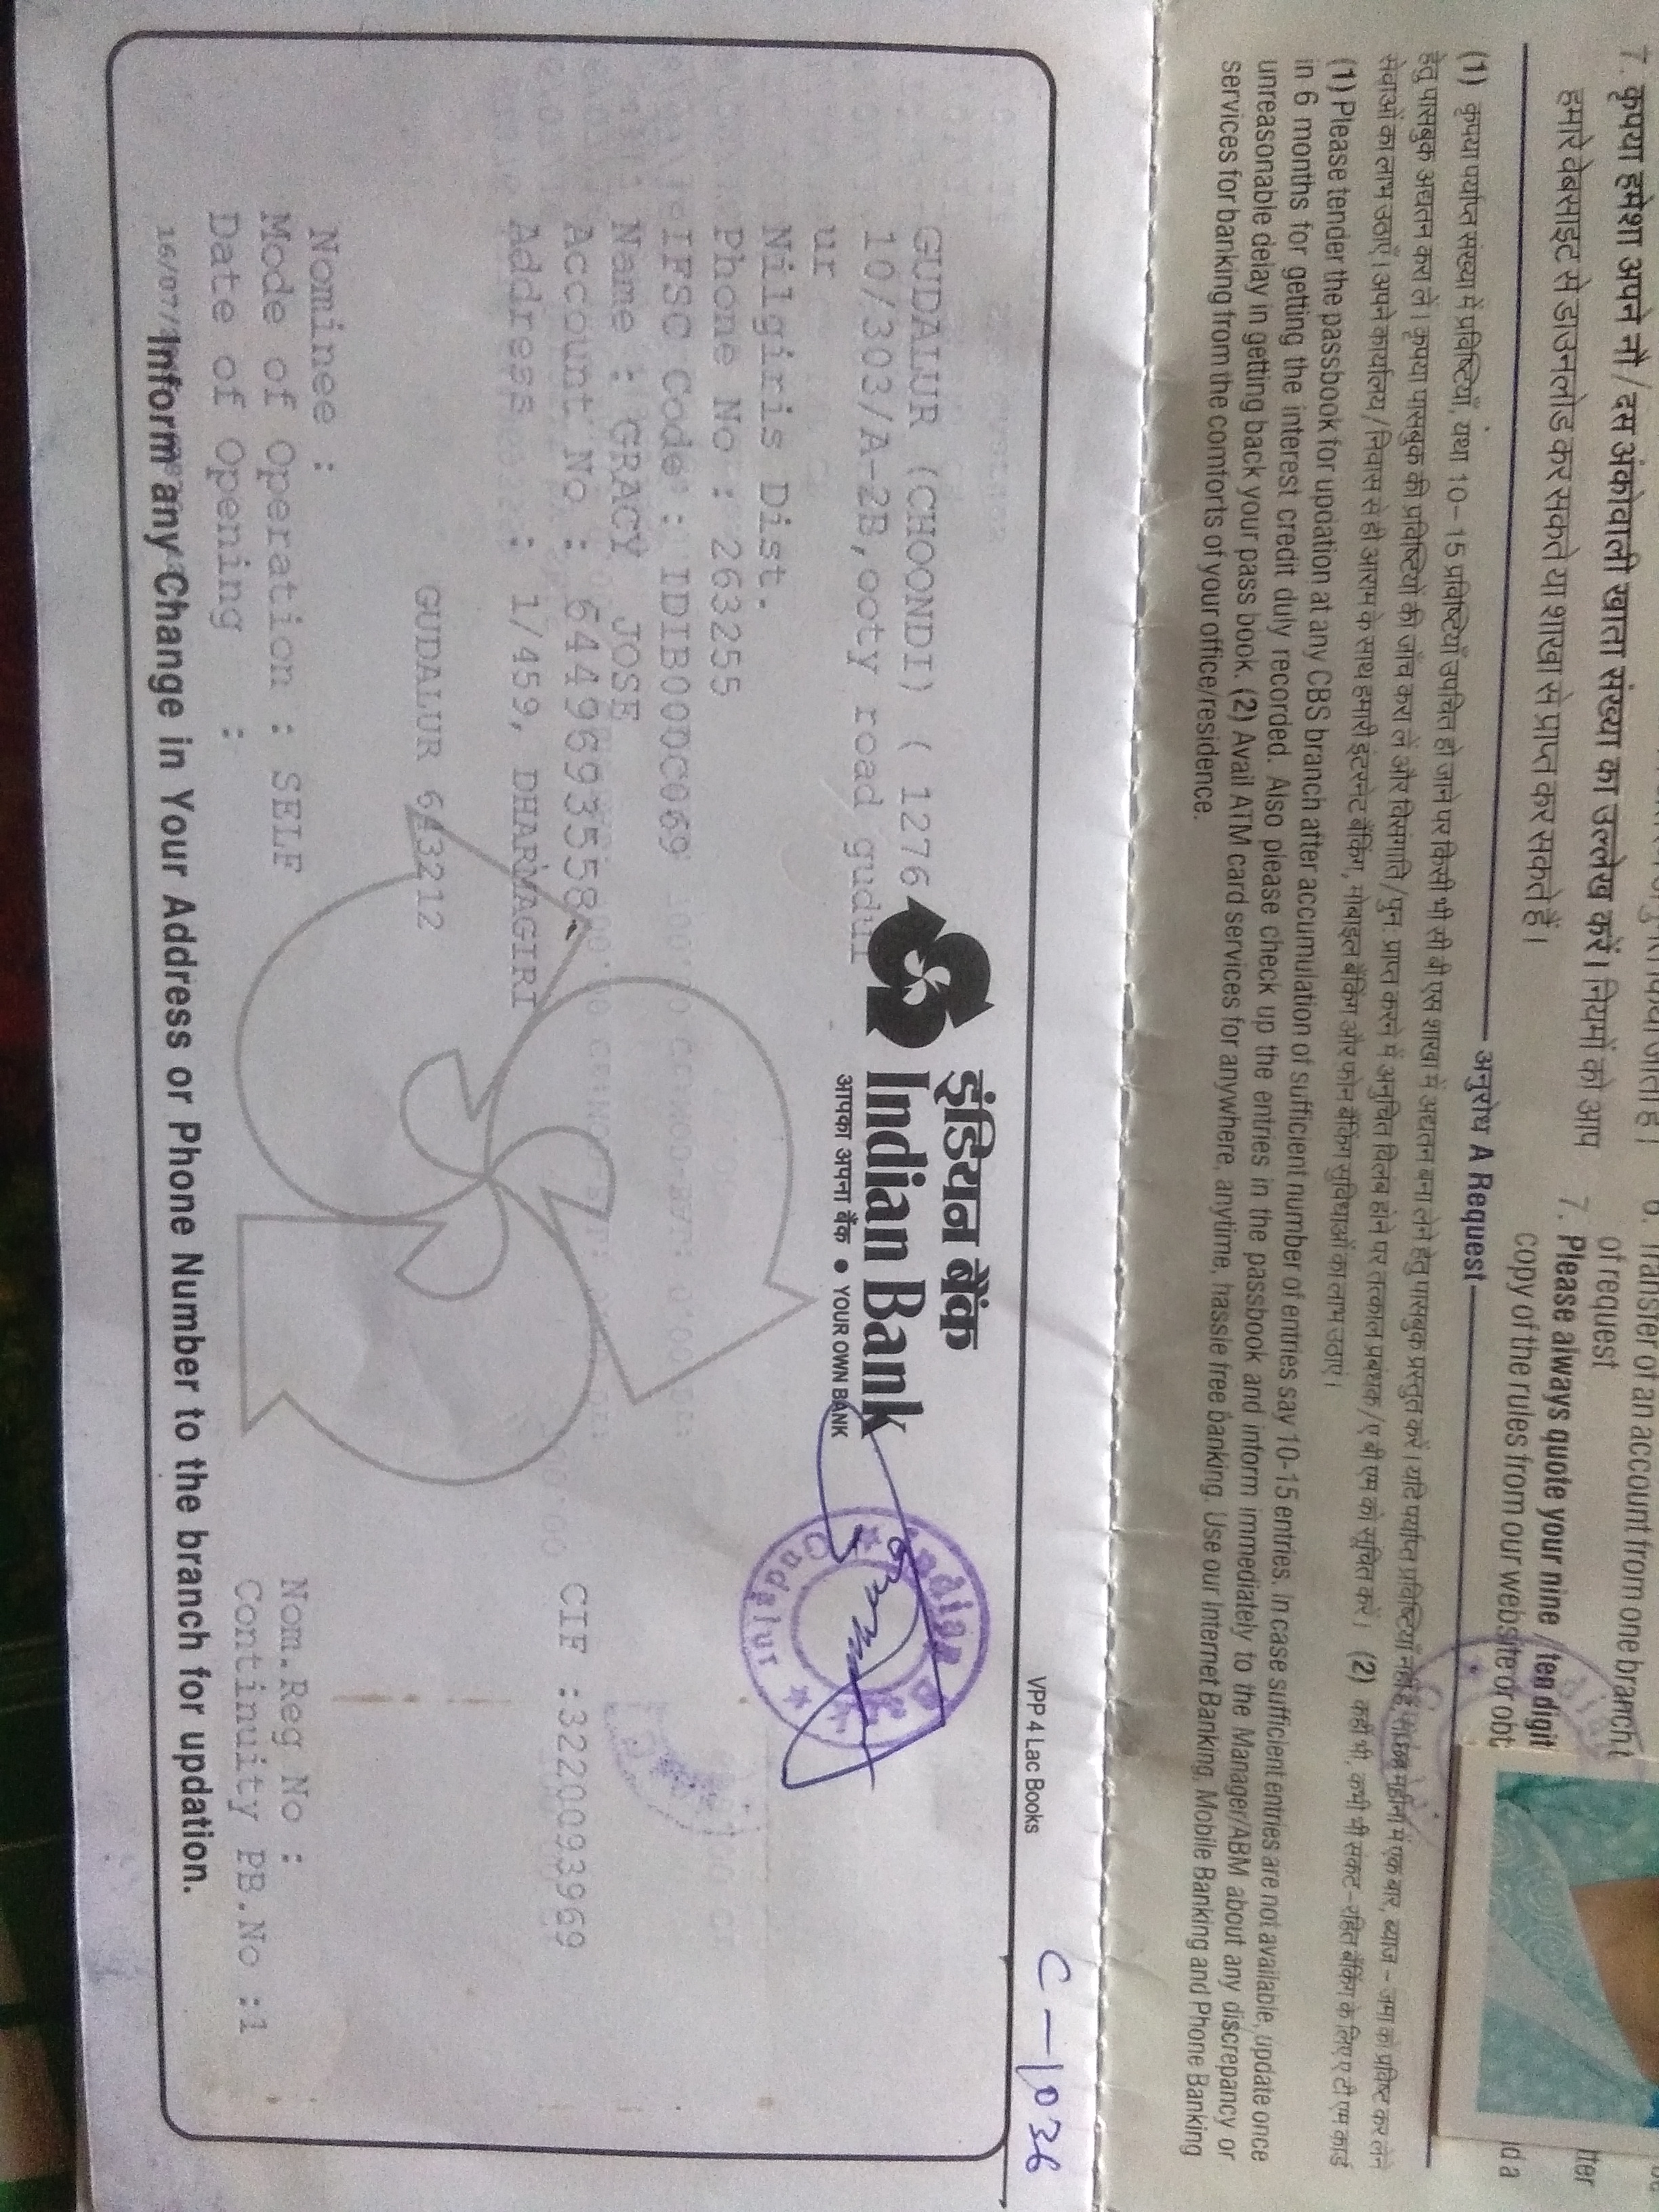 7. कृपया हमेशा अपने नौ / दस अंकोवाली खाता संख्या का उल्लेख करें । नियमों को आप
हमारे वेबसाइट से डाउनलोड कर सकते या शाखा से प्राप्त कर सकते हैं ।
6. Transfer of an account from one branch t
of request
7. Please always quote your nine / ten digit
copy of the rules from our website or obt
अनुरोध A Request
(1) कृपया पर्याप्त संख्या में प्रविष्टियाँ, यथा 10-15 प्रविष्टियाँ उपचित हो जाने पर किसी भी सी बी एस शाखा में अद्यतन बना लेने हेतु पासबुक प्रस्तुत करें । यदि पर्याप्त प्रविष्टियाँ नहीं हैं, तो छह महीनों में एक बार, ब्याज - जमा की प्रविष्टि कर लेने
हेतु पासबुक अद्यतन करा लें । कृपया पासबुक की प्रविष्टियों की जाँच करा लें और विसंगति / पुनः प्राप्त करने में अनुचित विलंब होने पर तत्काल प्रबंधक / ए बी एम को सूचित करें । (2) कहीं भी, कभी भी संकट-रहित बैंकिंग के लिए ए टी एम कार्ड
सेवाओं का लाभ उठाएँ । अपने कार्यालय / निवास से ही आराम के साथ हमारी इंटरनेट बैंकिंग, मोबाइल बैंकिंग और फोन बैंकिंग सुविधाओं का लाभ उठाएं ।
(1) Please tender the passbook for updation at any CBS branch after accumulation of sufficient number of entries say 10-15 entries. In case sufficient entries are not available, update once
in 6 months for getting the interest credit duly recorded. Also please check up the entries in the passbook and inform immediately to the Manager/ABM about any discrepancy or
unreasonable delay in getting back your pass book. (2) Avail ATM card services for anywhere, anytime, hassle free banking. Use our Internet Banking, Mobile Banking and Phone Banking
services for banking from the comforts of your office/residence.
VPP 4 Lac Books
C-1036
इंडियन बैंक
Indian Bank
आपका अपना बैंक • YOUR OWN BANK
Indian Bank
Gudalur
GUDALUR (CHOONDI) ( 1276
10/303/A-2B,ooty road gudul
ur
Nilgiris Dist.
Phone No : 263255
IFSC Code : IDIB000C069
Name : GRACY JOSE
Account No : 6449693558 CIF :3220093969
Address : 1/459, DHARMAGIRI
GUDALUR 643212
Nominee :
Nom.Reg No :
Mode of Operation : SELF
Continuity PB.No :1
Date of Opening :
16/07/
Inform any Change in Your Address or Phone Number to the branch for updation.